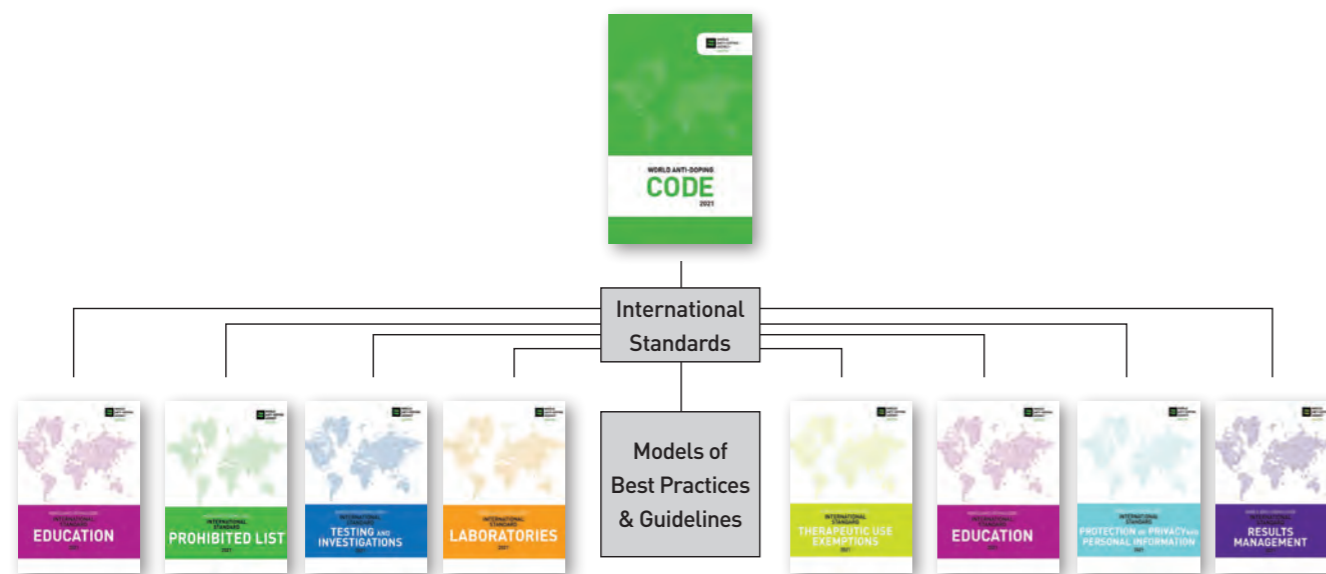 WORLD ANTI-DOPING
CODE
2021
International
Standards
INTERNATIONAL
STANDARD
EDUCATION
2021
INTERNATIONAL
STANDARD
PROHIBITED LIST
2021
INTERNATIONAL
STANDARD
TESTING AND
INVESTIGATIONS
2021
INTERNATIONAL
STANDARD
LABORATORIES
2021
Models of
Best Practices
& Guidelines
INTERNATIONAL
STANDARD
THERAPEUTIC USE
EXEMPTIONS
2021
INTERNATIONAL
STANDARD
EDUCATION
2021
INTERNATIONAL
STANDARD
PROTECTION OF PRIVACY AND
PERSONAL INFORMATION
2021
INTERNATIONAL
STANDARD
RESULTS
MANAGEMENT
2021